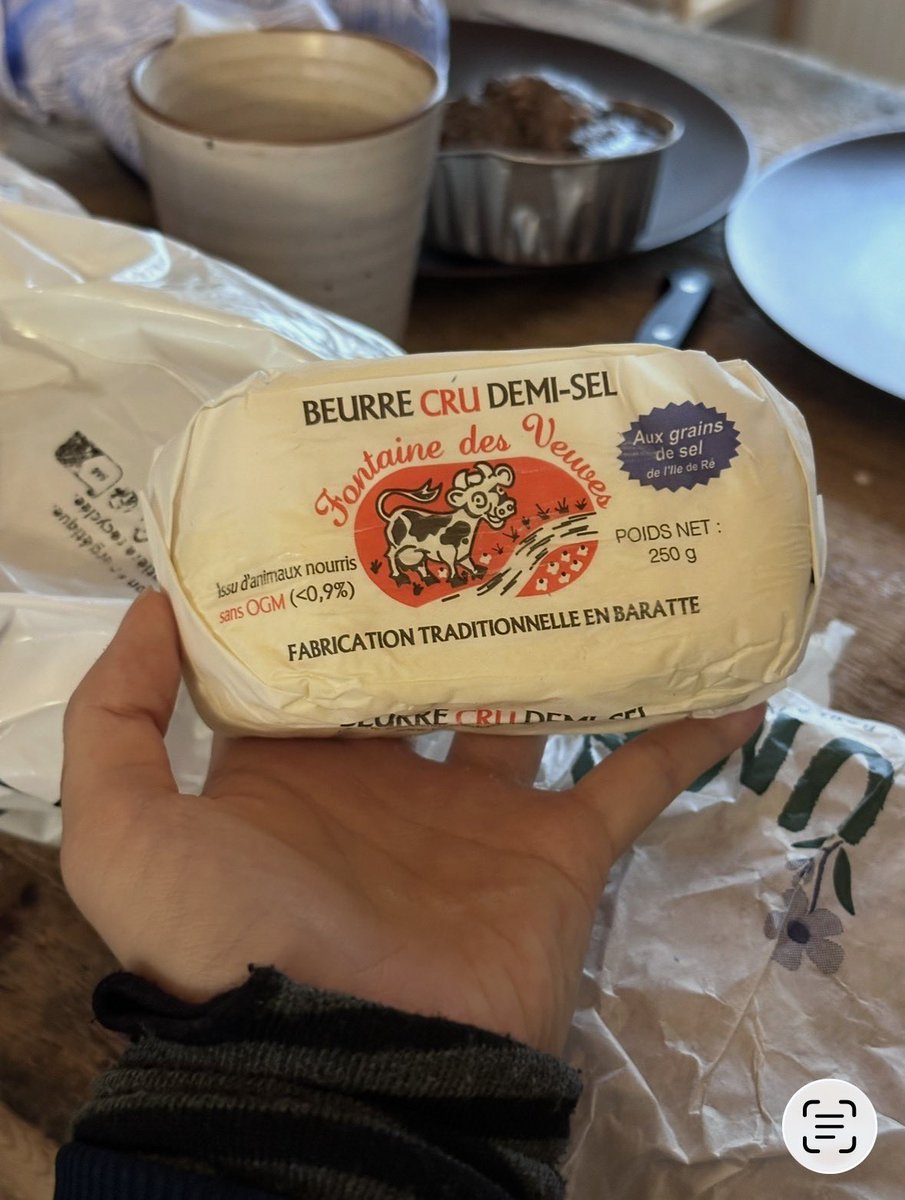 BEURRE CRU DEMI-SEL
Fontaine des Veuves
Aux grains
de sel
de l'Ile de Ré
POIDS NET :
250 g
Issu d'animaux nourris
sans OGM (<0,9%)
FABRICATION TRADITIONNELLE EN BARATTE
BEURRE CRU DEMI-SEL